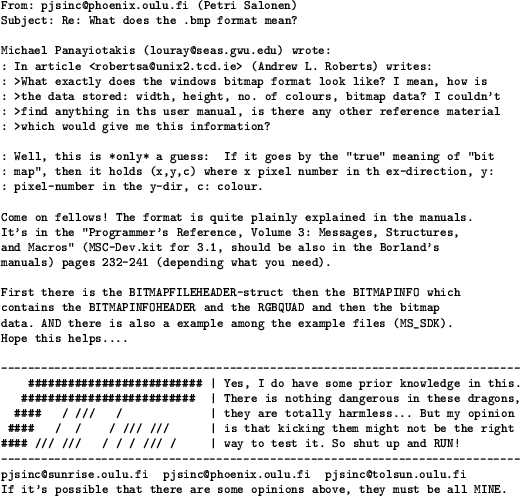 From: pjsinc@phoenix.oulu.fi (Petri Salonen)
Subject: Re: What does the .bmp format mean?

Michael Panayiotakis (louray@seas.gwu.edu) wrote:
: In article <robertsa@unix2.tcd.ie> (Andrew L. Roberts) writes:
: >What exactly does the windows bitmap format look like? I mean, how is
: >the data stored: width, height, no. of colours, bitmap data? I couldn't
: >find anything in ths user manual, is there any other reference material
: >which would give me this information?

: Well, this is *only* a guess:  If it goes by the "true" meaning of "bit
: map", then it holds (x,y,c) where x pixel number in th ex-direction, y:
: pixel-number in the y-dir, c: colour.

Come on fellows! The format is quite plainly explained in the manuals.
It's in the "Programmer's Reference, Volume 3: Messages, Structures,
and Macros" (MSC-Dev.kit for 3.1, should be also in the Borland's
manuals) pages 232-241 (depending what you need).

First there is the BITMAPFILEHEADER-struct then the BITMAPINFO which
contains the BITMAPINFOHEADER and the RGBQUAD and then the bitmap
data. AND there is also a example among the example files (MS_SDK).
Hope this helps....

------------------------------------------------------------------------------
    ########################## | Yes, I do have some prior knowledge in this.
   ##########################  | There is nothing dangerous in these dragons,
  ####   / ///   /             | they are totally harmless... But my opinion
 ####   /  /    / /// ///      | is that kicking them might not be the right
#### /// ///   / / / /// /     | way to test it. So shut up and RUN!
------------------------------------------------------------------------------
pjsinc@sunrise.oulu.fi  pjsinc@phoenix.oulu.fi  pjsinc@tolsun.oulu.fi
If it's possible that there are some opinions above, they must be all MINE.